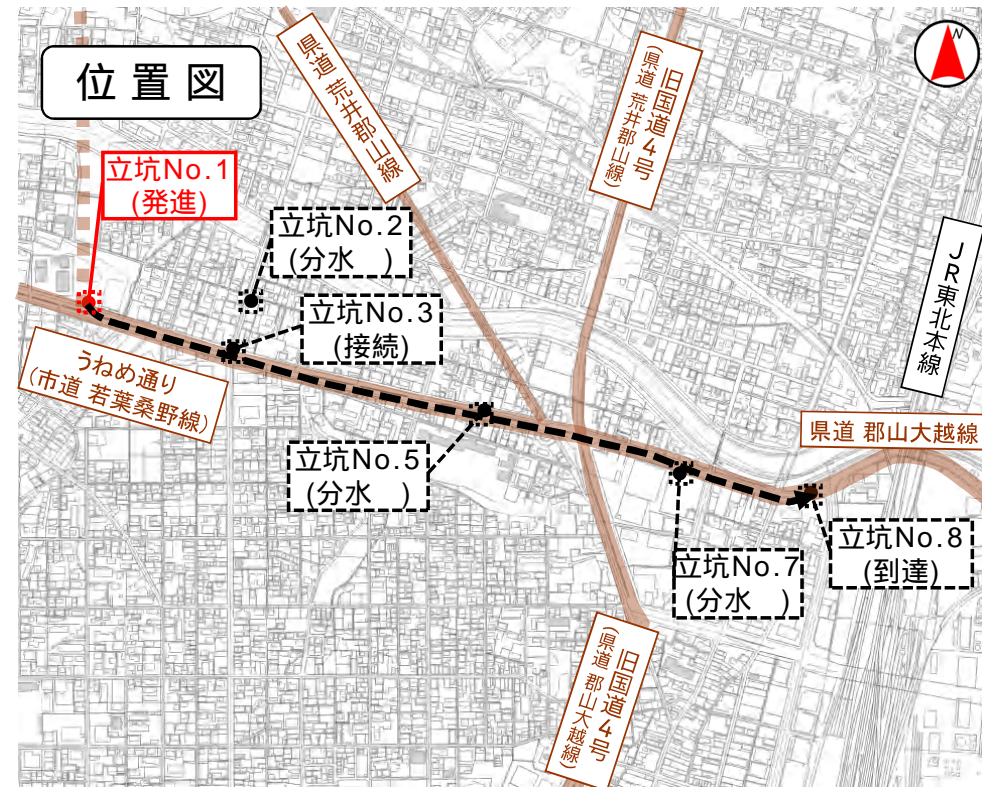 位置図
N
県道 荒井郡山線
旧国道4号
(県道 荒井郡山線)
立坑No.1
(発進)
立坑No.2
(分水　)
立坑No.3
(接続)
JR東北本線
うねめ通り
(市道 若葉桑野線)
県道 郡山大越線
立坑No.5
(分水　)
立坑No.7
(分水　)
立坑No.8
(到達)
旧国道4号
(県道 郡山大越線)